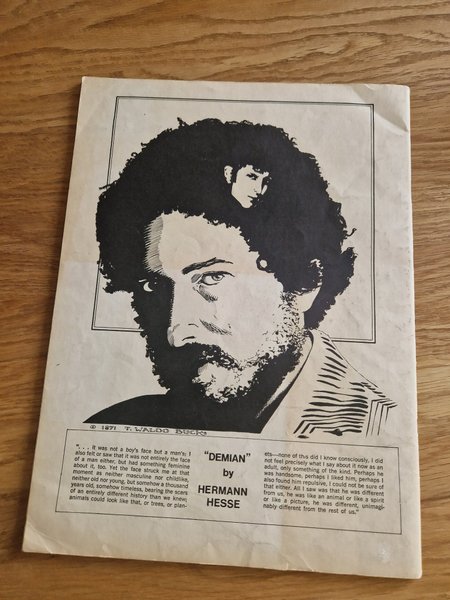 © 1971 T. WALDO BUCK
". . . It was not a boy's face but a man's; I
also felt or saw that it was not entirely the face
of a man either, but had something feminine
about it, too. Yet the face struck me at that
moment as neither masculine nor childlike,
neither old nor young, but somehow a thousand
years old, somehow timeless, bearing the scars
of an entirely different history than we knew;
animals could look like that, or trees, or plan-
"DEMIAN"
by
HERMANN
HESSE
ets—none of this did I know consciously, I did
not feel precisely what I say about it now as an
adult, only something of the kind. Perhaps he
was handsome, perhaps I liked him, perhaps I
also found him repulsive, I could not be sure of
that either. All I saw was that he was different
from us, he was like an animal or like a spirit
or like a picture, he was different, unimagi-
nably different from the rest of us."